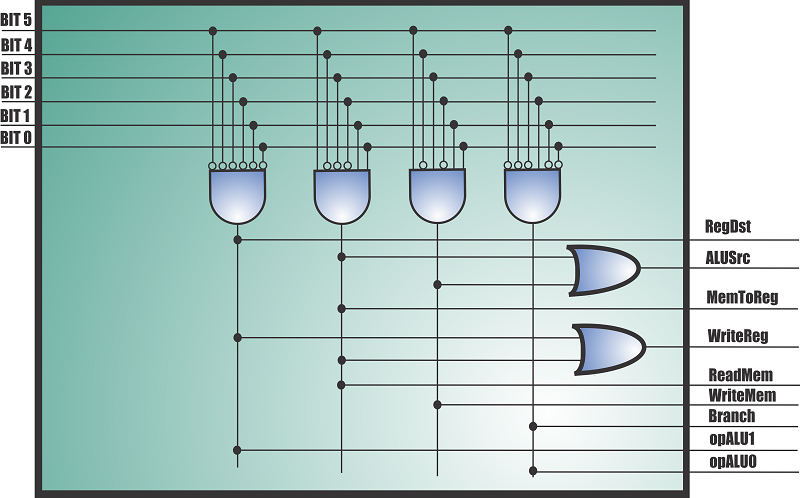 BIT 5
BIT 4
BIT 3
BIT 2
BIT 1
BIT 0
RegDst
ALUSrc
MemToReg
WriteReg
ReadMem
WriteMem
Branch
opALU1
opALU0